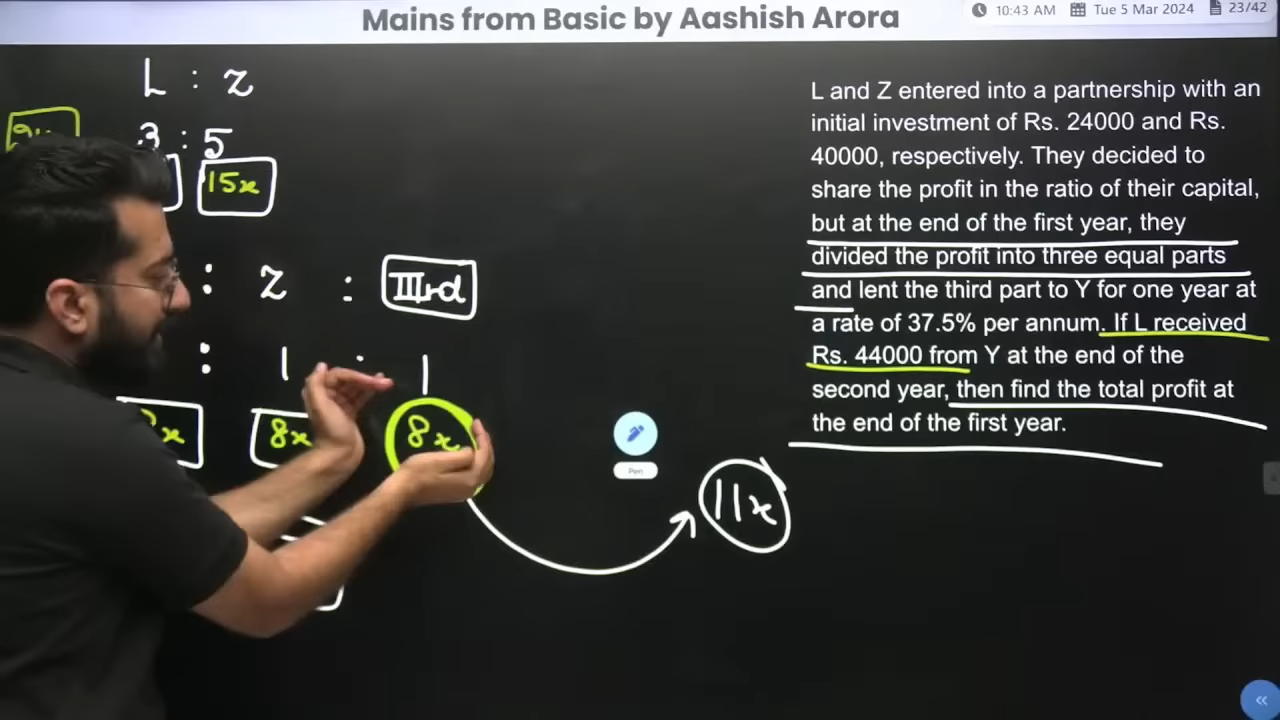 Mains from Basic by Aashish Arora
10:43 AM Tue 5 Mar 2024 23/42
L : Z
3 : 5
15x
: Z : IIIrd
: 1 : 1
8x 8x
11x
Pen
L and Z entered into a partnership with an
initial investment of Rs. 24000 and Rs.
40000, respectively. They decided to
share the profit in the ratio of their capital,
but at the end of the first year, they
divided the profit into three equal parts
and lent the third part to Y for one year at
a rate of 37.5% per annum. If L received
Rs. 44000 from Y at the end of the
second year, then find the total profit at
the end of the first year.